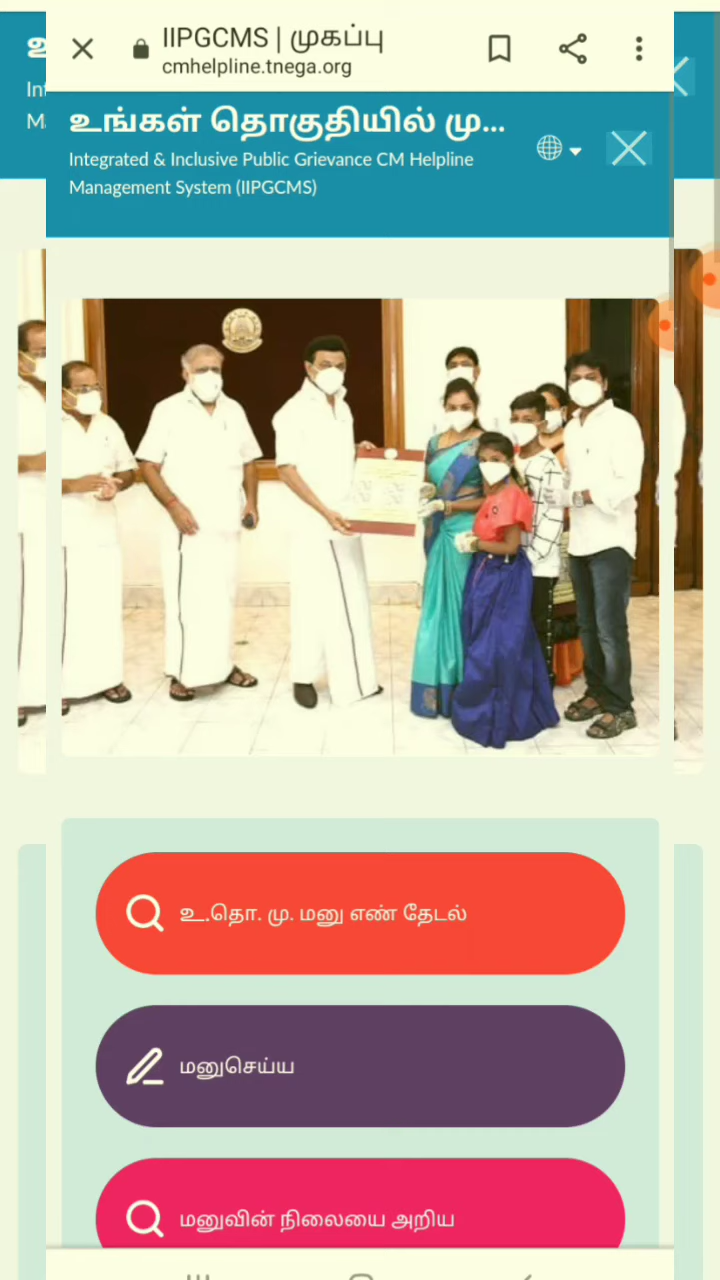 IIPGCMS | முகப்பு
cmhelpline.tnega.org
உங்கள் தொகுதியில் மு...
Integrated & Inclusive Public Grievance CM Helpline
Management System (IIPGCMS)
உ.தொ. மு. மனு எண் தேடல்
மனுசெய்ய
மனுவின் நிலையை அறிய